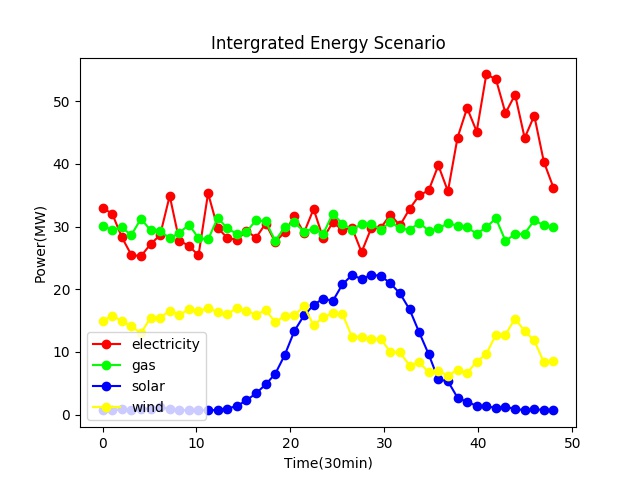 Intergrated Energy Scenario
Power(MW)
50
40
30
20
10
0
electricity
gas
solar
wind
0 10 20 30 40 50
Time(30min)